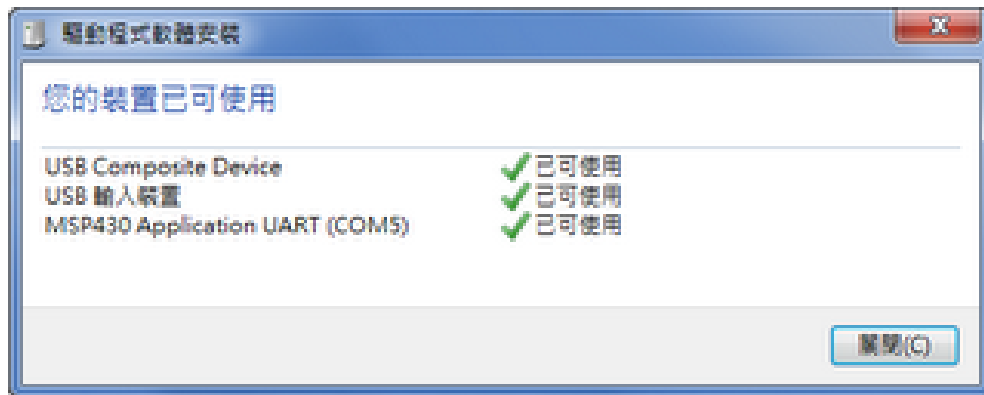 驅動程式軟體安裝
您的裝置已可使用
USB Composite Device 已可使用
USB 輸入裝置 已可使用
MSP430 Application UART (COM5) 已可使用
關閉(C)